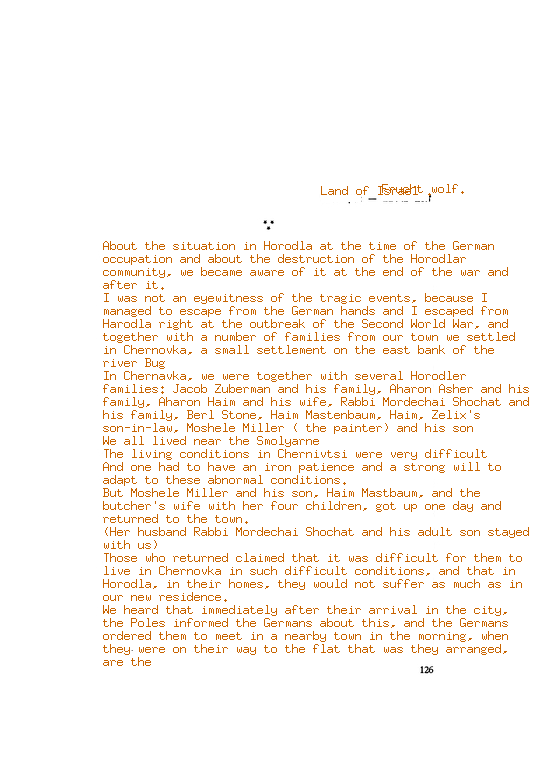 Land of Israel, Frucht wolf.
About the situation in Horodla at the time of the German
occupation and about the destruction of the Horodlar
community, we became aware of it at the end of the war and
after it.
I was not an eyewitness of the tragic events, because I
managed to escape from the German hands and I escaped from
Harodla right at the outbreak of the Second World War, and
together with a number of families from our town we settled
in Chernovka, a small settlement on the east bank of the
river Bug
In Chernavka, we were together with several Horodler
families: Jacob Zuberman and his family, Aharon Asher and his
family, Aharon Haim and his wife, Rabbi Mordechai Shochat and
his family, Berl Stone, Haim Mastenbaum, Haim, Zelix's
son-in-law, Moshele Miller ( the painter) and his son
We all lived near the Smolyarne
The living conditions in Chernivtsi were very difficult
And one had to have an iron patience and a strong will to
adapt to these abnormal conditions.
But Moshele Miller and his son, Haim Mastbaum, and the
butcher's wife with her four children, got up one day and
returned to the town.
(Her husband Rabbi Mordechai Shochat and his adult son stayed
with us)
Those who returned claimed that it was difficult for them to
live in Chernovka in such difficult conditions, and that in
Horodla, in their homes, they would not suffer as much as in
our new residence.
We heard that immediately after their arrival in the city,
the Poles informed the Germans about this, and the Germans
ordered them to meet in a nearby town in the morning, when
they were on their way to the flat that was they arranged,
are the
126